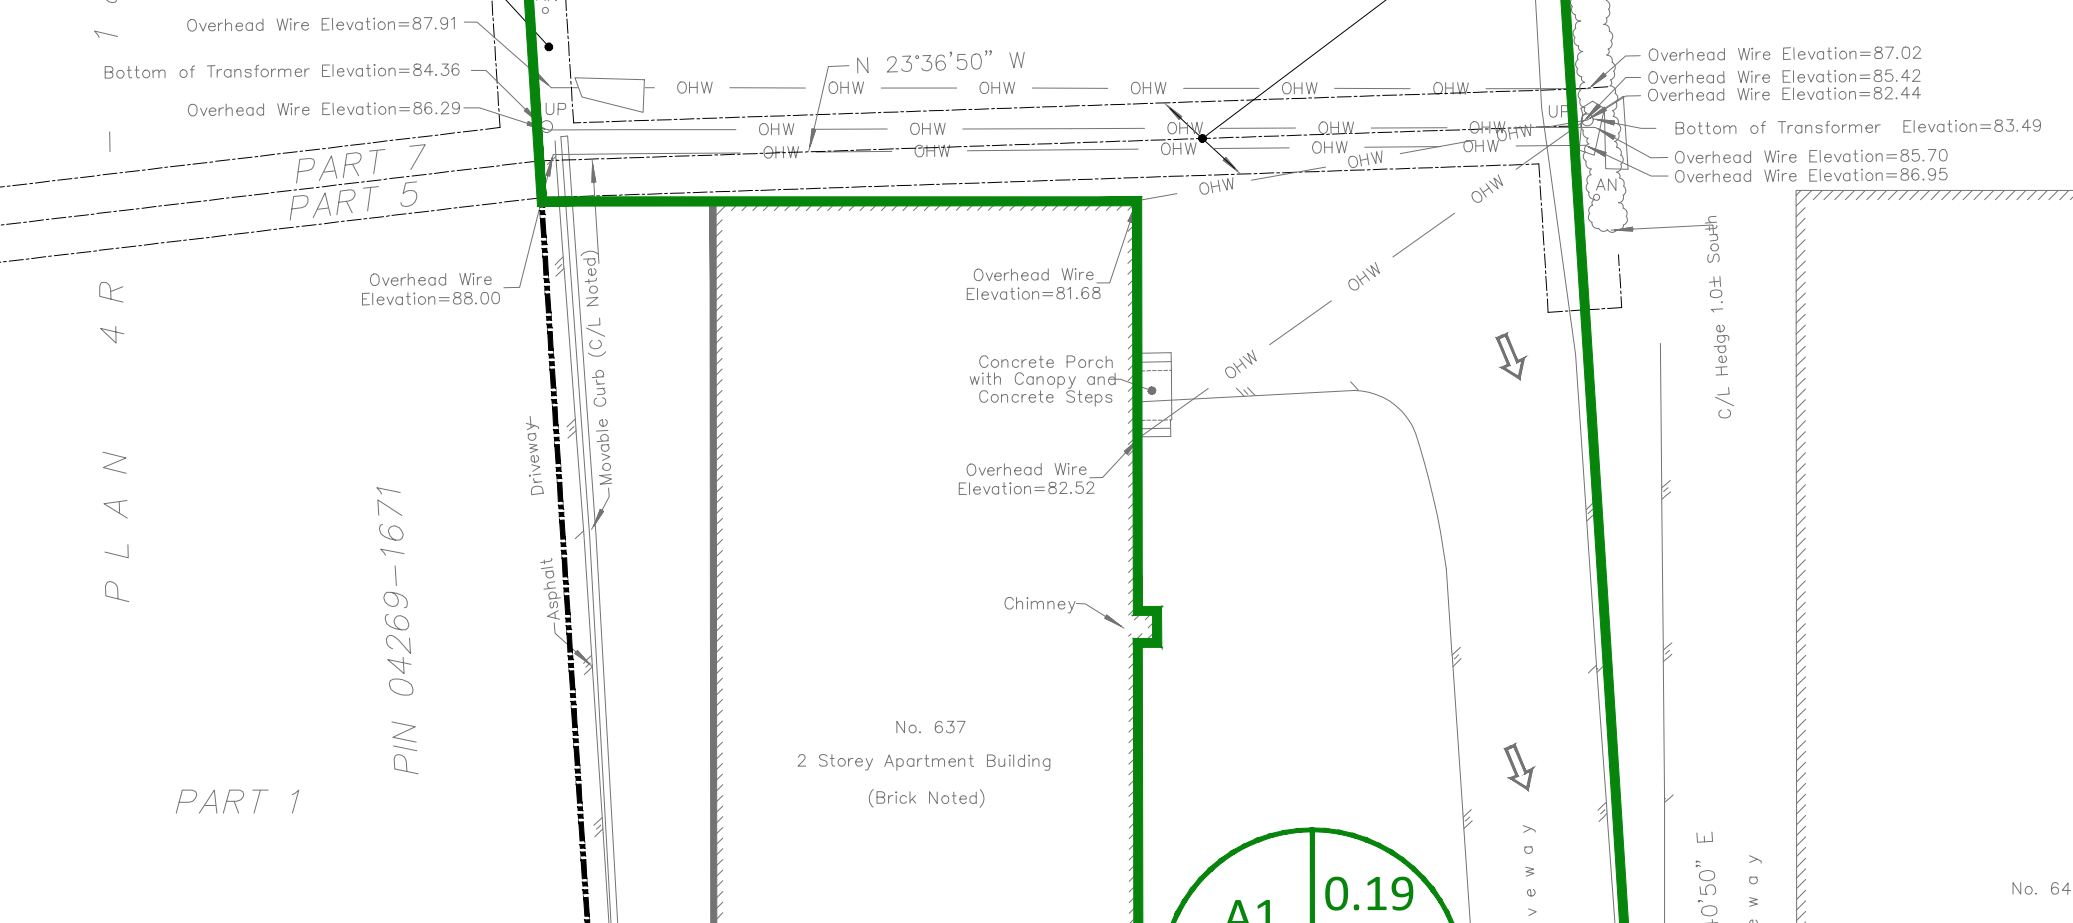 Overhead Wire Elevation=87.91
Bottom of Transformer Elevation=84.36
Overhead Wire Elevation=86.29
UP
N 23°36'50" W
OHW OHW OHW OHW OHW OHW
OHW OHW OHW OHW OHW OHW
OHW OHW OHW OHW OHW OHW
OHW
OHW
OHW
OHW
UP
Overhead Wire Elevation=87.02
Overhead Wire Elevation=85.42
Overhead Wire Elevation=82.44
Bottom of Transformer Elevation=83.49
Overhead Wire Elevation=85.70
Overhead Wire Elevation=86.95
AN
PART 7
PART 5
Overhead Wire
Elevation=88.00
Overhead Wire
Elevation=81.68
Concrete Porch
with Canopy and
Concrete Steps
Overhead Wire
Elevation=82.52
Chimney
C/L Hedge 1.0± South
Movable Curb (C/L Noted)
Driveway
Asphalt
PLAN 4R
PIN 04269-1671
PART 1
No. 637
2 Storey Apartment Building
(Brick Noted)
A1
0.19
No. 64